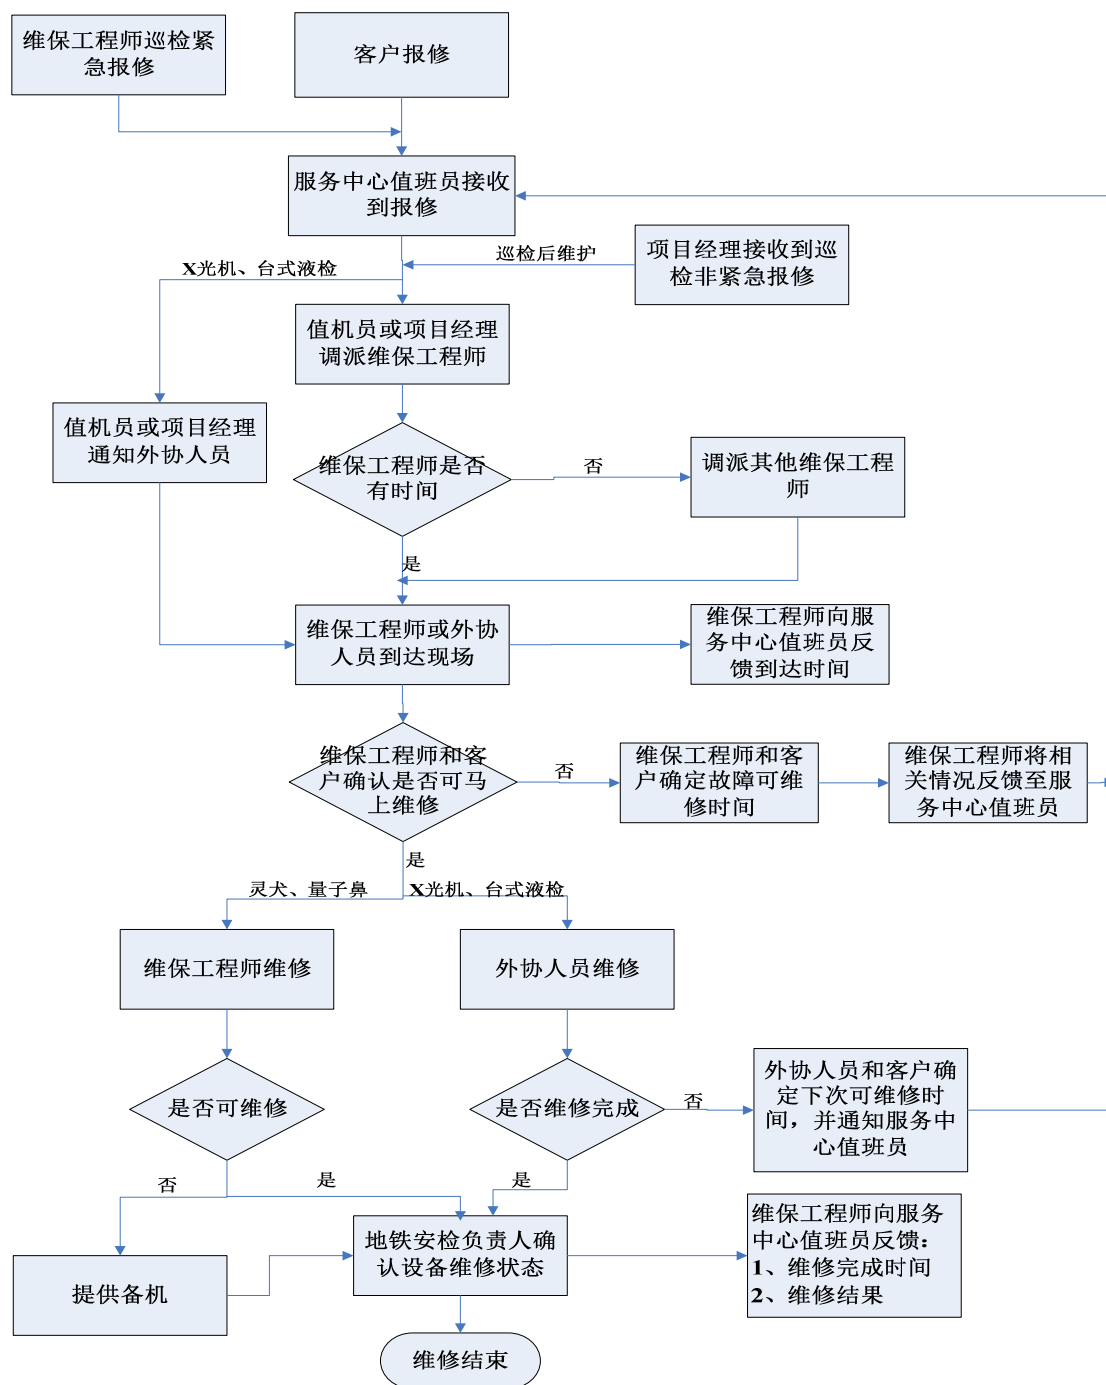 维保工程师巡检紧
急报修
客户报修
服务中心值班员接收
到报修
巡检后维护
项目经理接收到巡
检非紧急报修
X光机、台式液检
值机员或项目经理
调派维保工程师
值机员或项目经理
通知外协人员
维保工程师是否
有时间
否
调派其他维保工程
师
是
维保工程师或外协
人员到达现场
维保工程师向服
务中心值班员反
馈到达时间
维保工程师和客
户确认是否可马
上维修
否
维保工程师和客
户确定故障可维
修时间
维保工程师将相
关情况反馈至服
务中心值班员
是
灵犬、量子鼻
X光机、台式液检
维保工程师维修
外协人员维修
是否可维修
是否维修完成
否
外协人员和客户确
定下次可维修时
间，并通知服务中
心值班员
否
是
是
提供备机
地铁安检负责人确
认设备维修状态
维保工程师向服务
中心值班员反馈：
1、维修完成时间
2、维修结果
维修结束